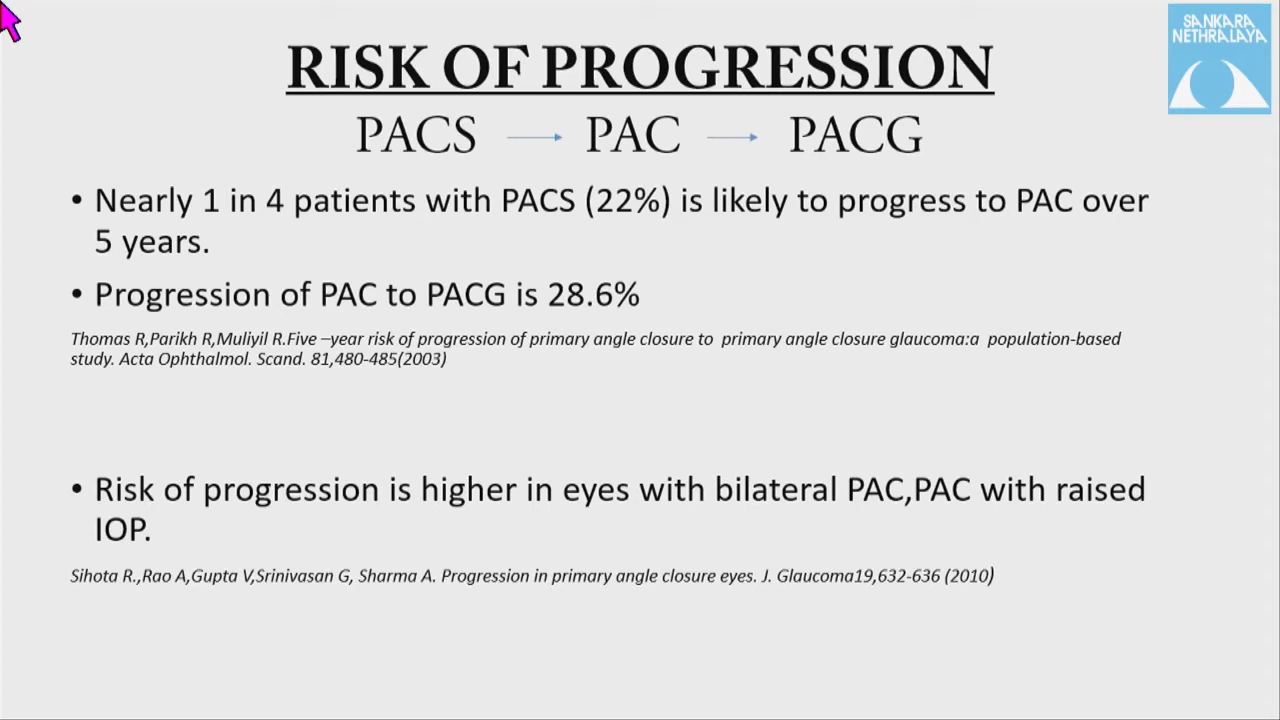 SANKARA
NETHRALAYA
RISK OF PROGRESSION
PACS → PAC → PACG
• Nearly 1 in 4 patients with PACS (22%) is likely to progress to PAC over
5 years.
• Progression of PAC to PACG is 28.6%
Thomas R,Parikh R,Muliyil R.Five –year risk of progression of primary angle closure to primary angle closure glaucoma:a population-based
study. Acta Ophthalmol. Scand. 81,480-485(2003)
• Risk of progression is higher in eyes with bilateral PAC,PAC with raised
IOP.
Sihota R.,Rao A,Gupta V,Srinivasan G, Sharma A. Progression in primary angle closure eyes. J. Glaucoma19,632-636 (2010)